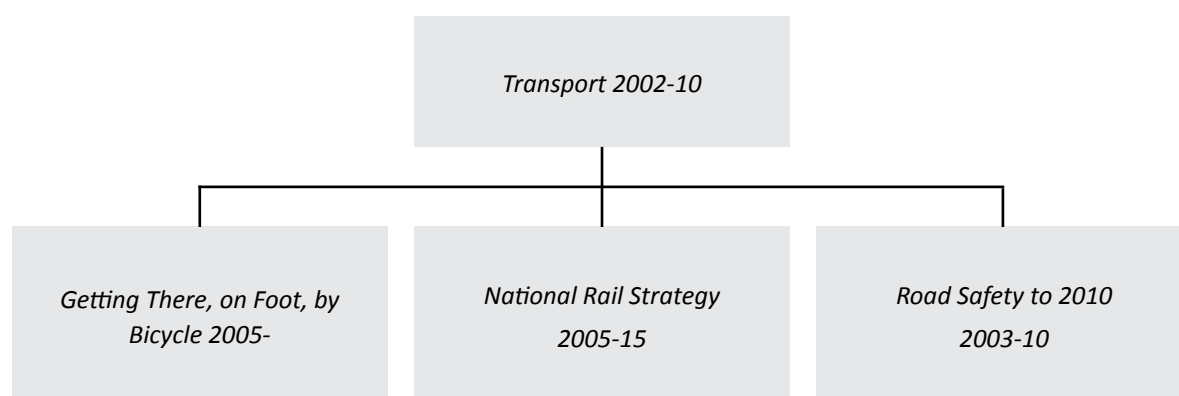 Transport 2002-10
Getting There, on Foot, by
Bicycle 2005-
National Rail Strategy
2005-15
Road Safety to 2010
2003-10